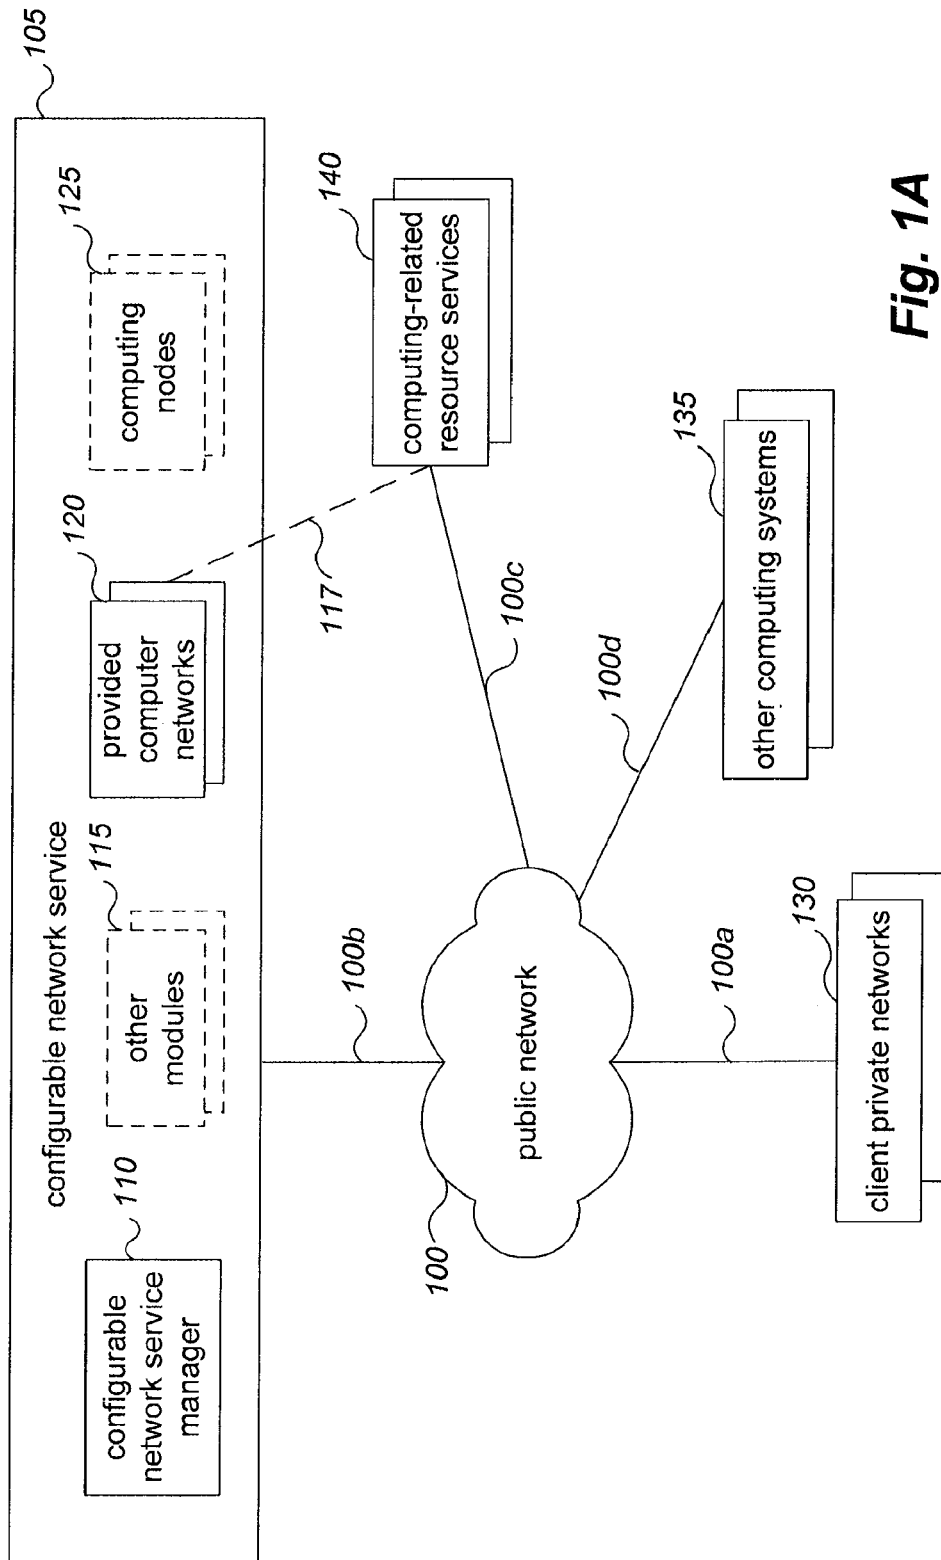 105
configurable network service
110
115
120
125
configurable
network service
manager
other
modules
provided
computer
networks
computing
nodes
100b
117
140
computing-related
resource services
100
public network
100c
100d
135
other computing systems
100a
130
client private networks
Fig. 1A